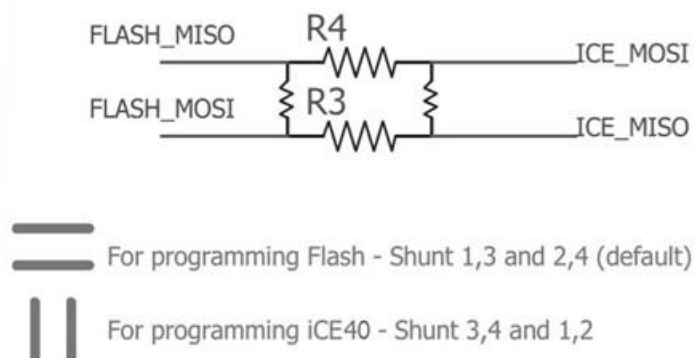 FLASH_MISO R4 ICE_MOSI
FLASH_MOSI R3 ICE_MISO
For programming Flash - Shunt 1,3 and 2,4 (default)
For programming iCE40 - Shunt 3,4 and 1,2